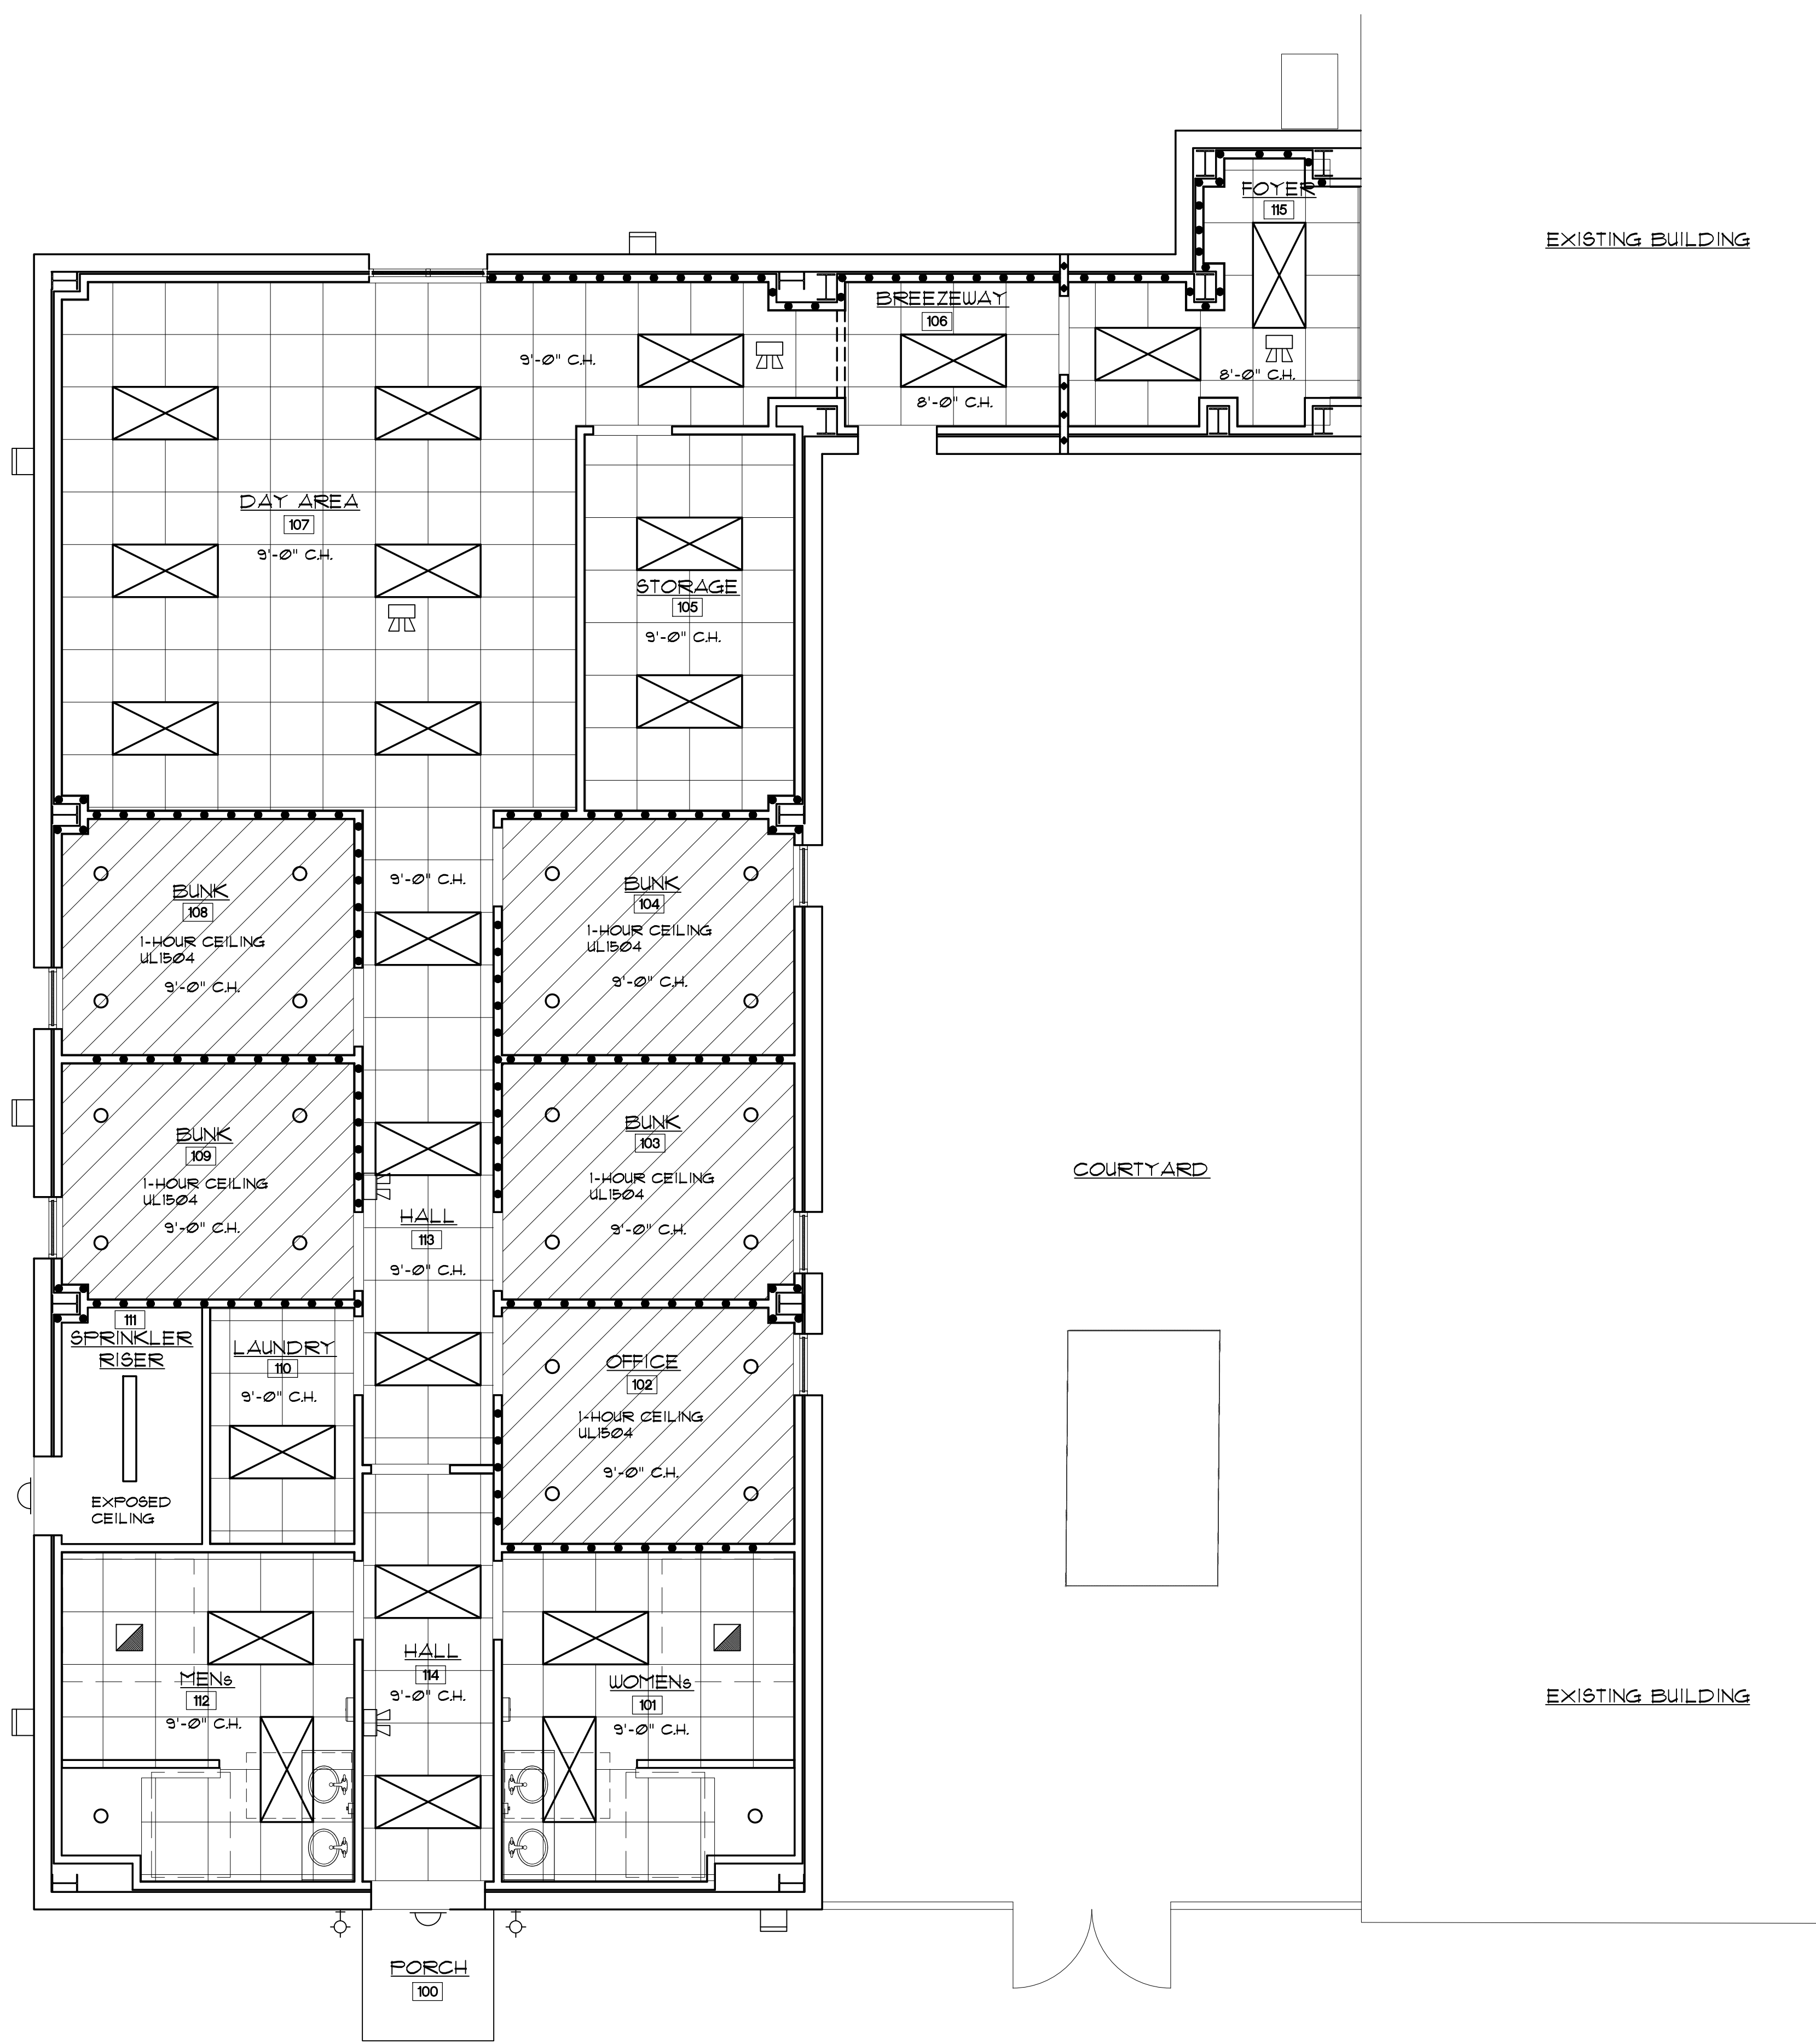 FOYER
115
EXISTING BUILDING
BREEZEWAY
106
9'-0" C.H.
8'-0" C.H.
8'-0" C.H.
DAY AREA
107
9'-0" C.H.
STORAGE
105
9'-0" C.H.
9'-0" C.H.
BUNK
108
1-HOUR CEILING
UL1504
9'-0" C.H.
BUNK
104
1-HOUR CEILING
UL1504
9'-0" C.H.
BUNK
109
1-HOUR CEILING
UL1504
9'-0" C.H.
BUNK
103
1-HOUR CEILING
UL1504
9'-0" C.H.
COURTYARD
HALL
113
9'-0" C.H.
111
SPRINKLER
RISER
EXPOSED
CEILING
LAUNDRY
110
9'-0" C.H.
OFFICE
102
1-HOUR CEILING
UL1504
9'-0" C.H.
MENs
112
9'-0" C.H.
HALL
114
9'-0" C.H.
WOMENs
101
9'-0" C.H.
EXISTING BUILDING
PORCH
100